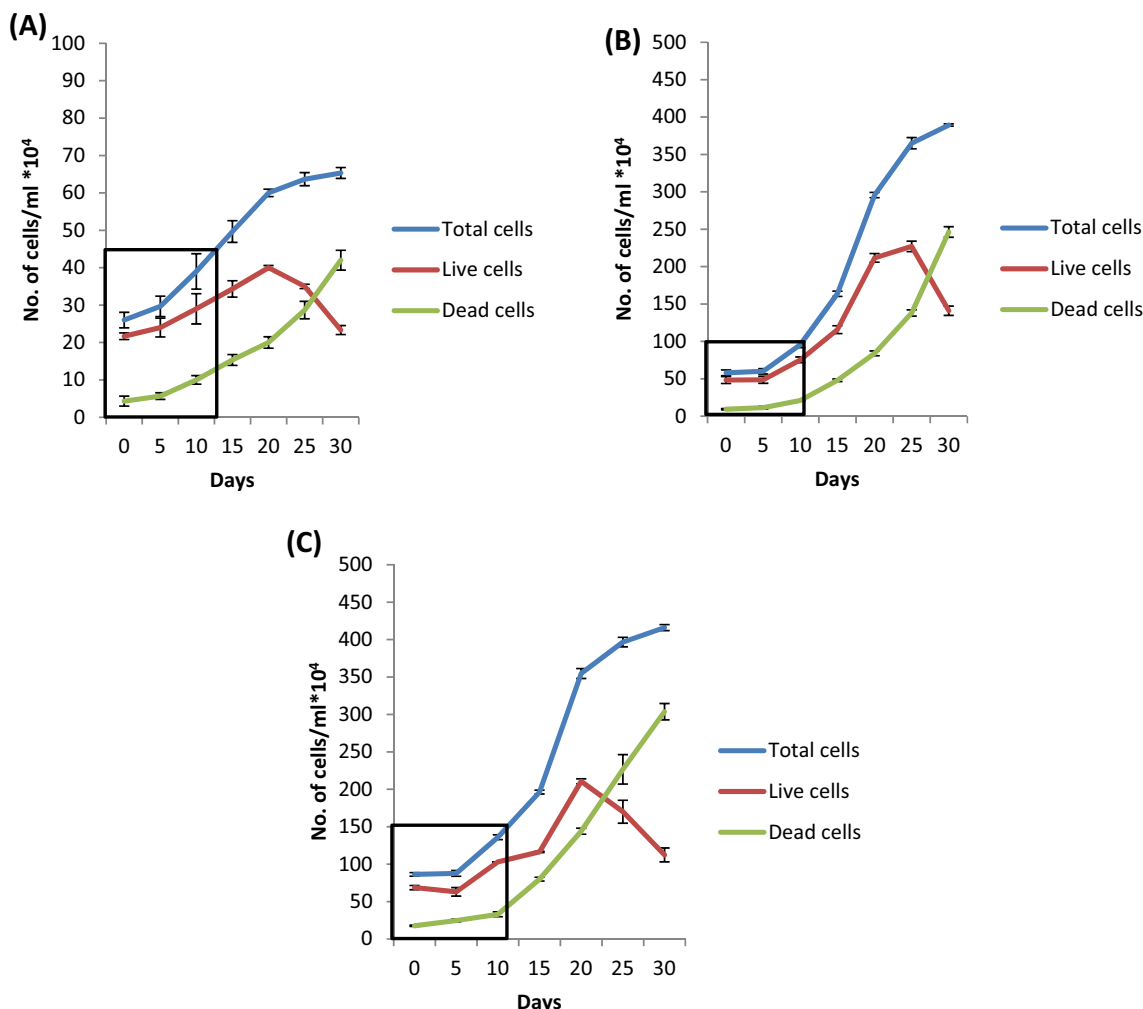 (A)
100
90
80
70
60
50
40
30
20
10
0
No. of cells/ml *10⁴
0 5 10 15 20 25 30
Days
Total cells
Live cells
Dead cells
(B)
500
450
400
350
300
250
200
150
100
50
0
No. of cells/ml *10⁴
0 5 10 15 20 25 30
Days
Total cells
Live cells
Dead cells
(C)
500
450
400
350
300
250
200
150
100
50
0
No. of cells/ml*10⁴
0 5 10 15 20 25 30
Days
Total cells
Live cells
Dead cells